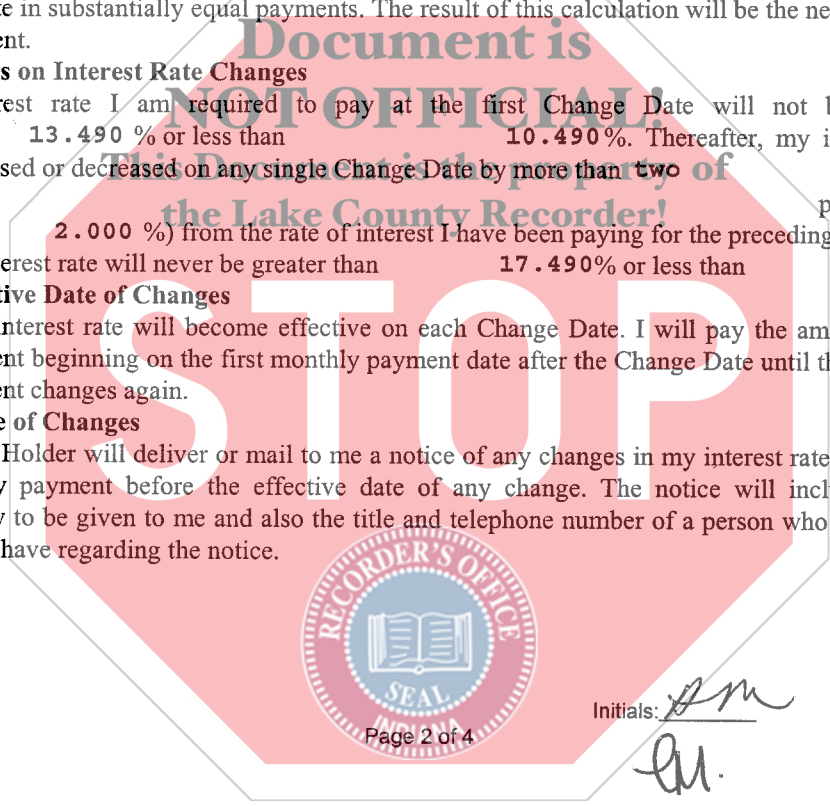 te in substantially equal payments. The result of this calculation will be the ne
ent.
Document is
s on Interest Rate Changes
rest rate I am required to pay at the first Change Date will not b
NOT OFFICIAL!
13.490 % or less than 10.490%. Thereafter, my i
sed or decreased on any single Change Date by more than two
This Document is the property of
p
the Lake County Recorder!
2.000 %) from the rate of interest I have been paying for the preceding
erest rate will never be greater than 17.490% or less than
tive Date of Changes
nterest rate will become effective on each Change Date. I will pay the am
ent beginning on the first monthly payment date after the Change Date until th
ent changes again.
STOP
e of Changes
Holder will deliver or mail to me a notice of any changes in my interest rate
y payment before the effective date of any change. The notice will incl
y to be given to me and also the title and telephone number of a person who
have regarding the notice.
RECORDER'S OFFICE
SEAL
INDIANA
Initials:
Page 2 of 4